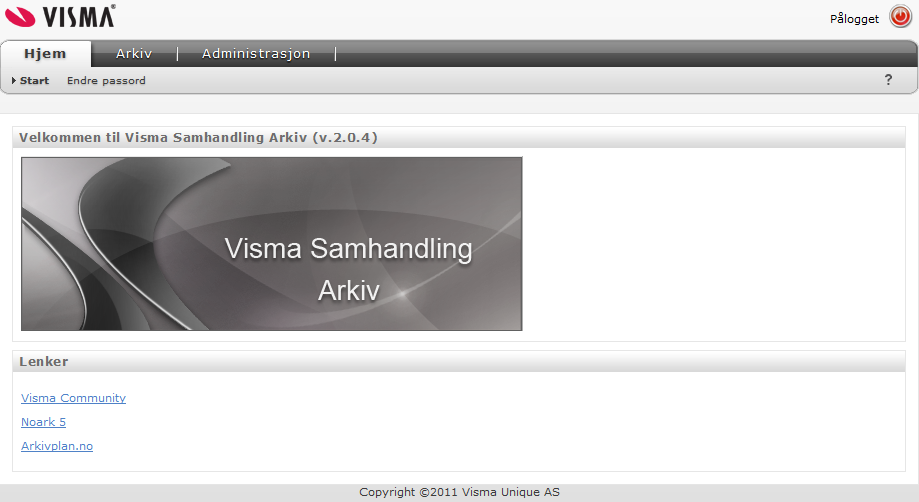 VISMA®
Pålogget
Hjem Arkiv | Administrasjon |
Start Endre passord ?
Velkommen til Visma Samhandling Arkiv (v.2.0.4)
Visma Samhandling
Arkiv
Lenker
Visma Community
Noark 5
Arkivplan.no
Copyright ©2011 Visma Unique AS